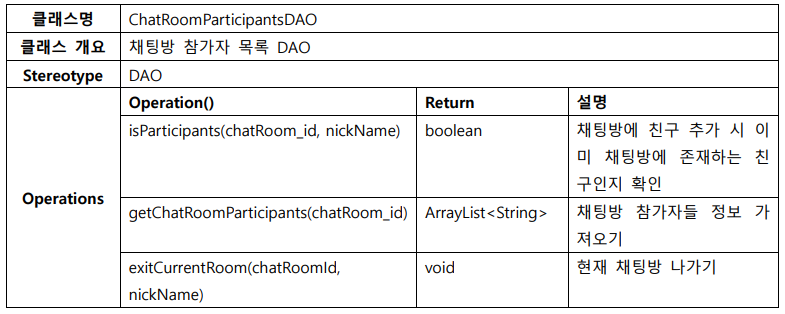 클래스명 ChatRoomParticipantsDAO
클래스 개요 채팅방 참가자 목록 DAO
Stereotype DAO
Operations
Operation() Return 설명
isParticipants(chatRoom_id, nickName) boolean 채팅방에 친구 추가 시 이
미 채팅방에 존재하는 친
구인지 확인
getChatRoomParticipants(chatRoom_id) ArrayList<String> 채팅방 참가자들 정보 가
져오기
exitCurrentRoom(chatRoomId, void 현재 채팅방 나가기
nickName)